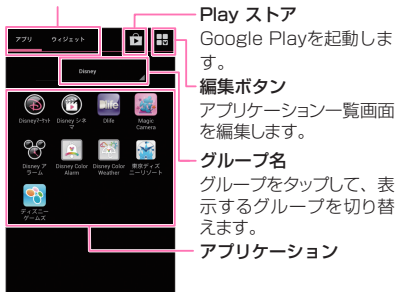 Play ストア
アプリ ウィジェット
Google Playを起動しま
す。
編集ボタン
Disney
アプリケーション一覧画面
を編集します。
Disneyマーケット Disney シネマ Dlife Magic Camera
グループ名
Disney アラーム Disney Color Alarm Disney Color Weather 東京ディズニーリゾート
グループをタップして、表
示するグループを切り替
えます。
ディズニーゲームズ
アプリケーション